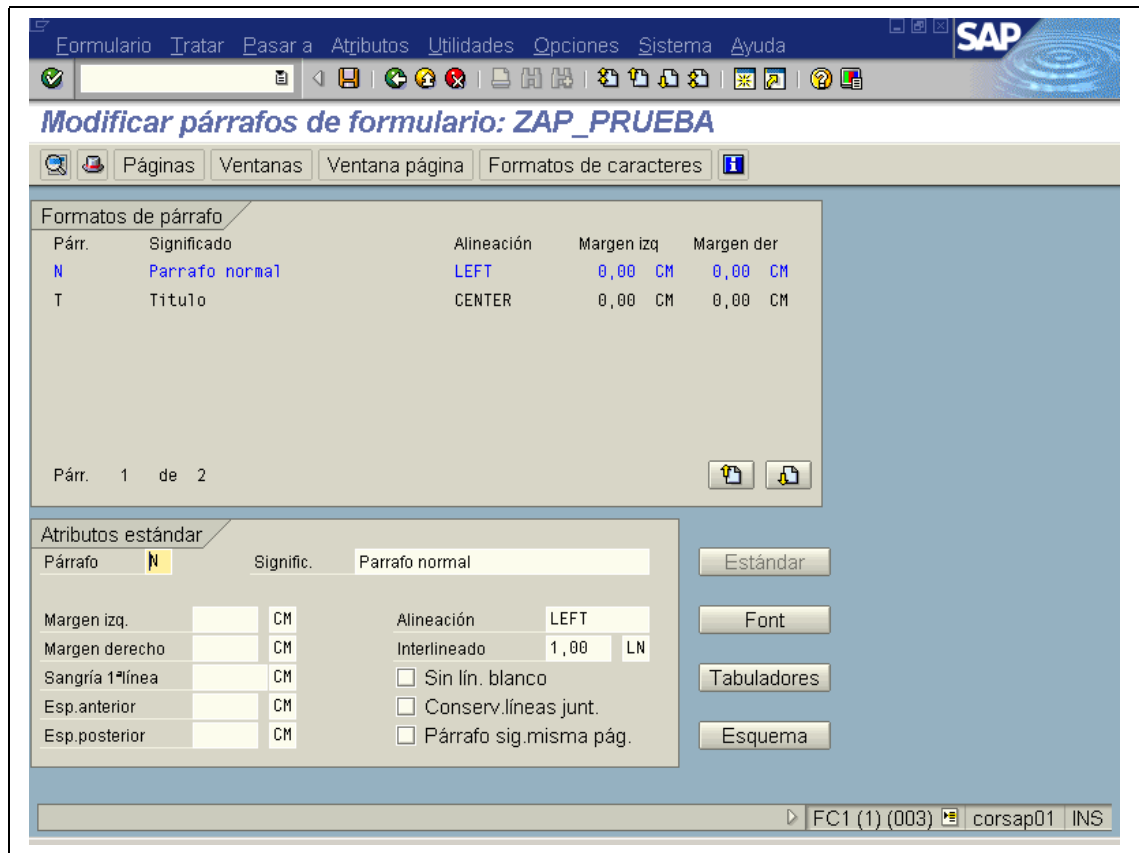 Formulario Tratar Pasar a Atributos Utilidades Opciones Sistema Ayuda
SAP
Modificar párrafos de formulario: ZAP_PRUEBA
Páginas Ventanas Ventana página Formatos de caracteres
Formatos de párrafo
Párr. Significado Alineación Margen izq Margen der
N Parrafo normal LEFT 0,00 CM 0,00 CM
T Titulo CENTER 0,00 CM 0,00 CM
Párr. 1 de 2
Atributos estándar
Párrafo N Signific. Parrafo normal Estándar
Margen izq. CM Alineación LEFT Font
Margen derecho CM Interlineado 1,00 LN
Sangría 1ªlínea CM Sin lín. blanco Tabuladores
Esp.anterior CM Conserv.líneas junt.
Esp.posterior CM Párrafo sig.misma pág. Esquema
FC1 (1) (003) corsap01 INS